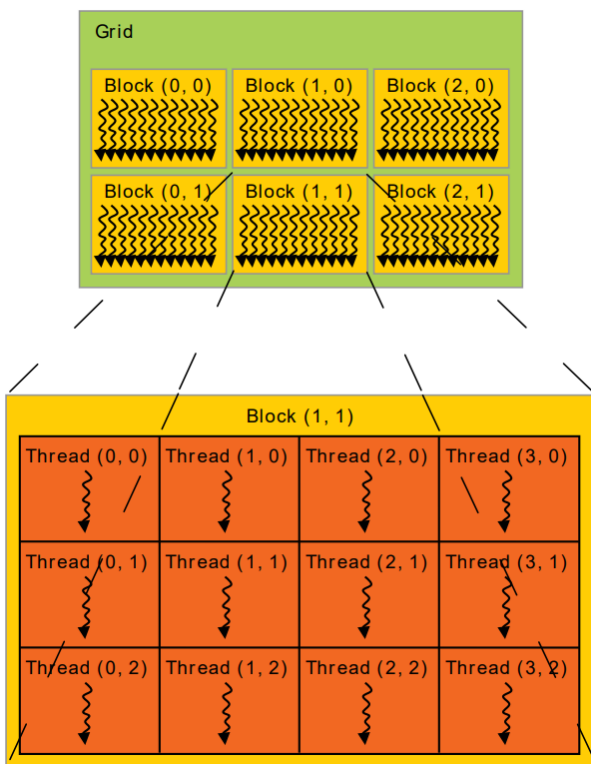 Grid
Block (0, 0) Block (1, 0) Block (2, 0)
Block (0, 1) Block (1, 1) Block (2, 1)
Block (1, 1)
Thread (0, 0) Thread (1, 0) Thread (2, 0) Thread (3, 0)
Thread (0, 1) Thread (1, 1) Thread (2, 1) Thread (3, 1)
Thread (0, 2) Thread (1, 2) Thread (2, 2) Thread (3, 2)